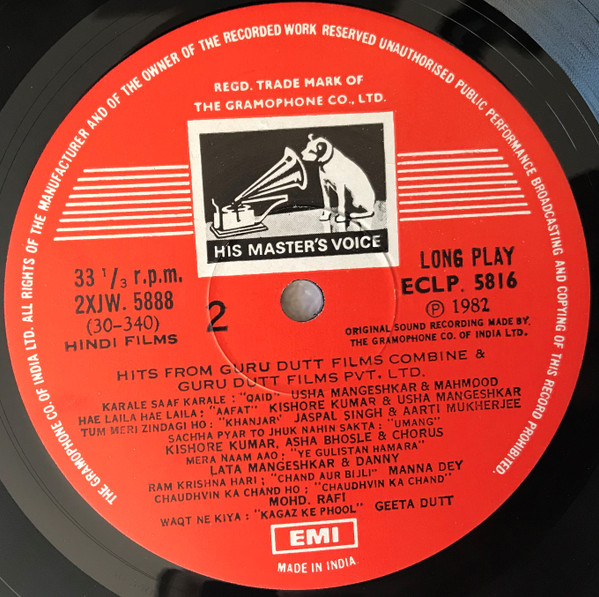 THE GRAMOPHONE CO. OF INDIA LTD. ALL RIGHTS OF THE MANUFACTURER AND OF THE OWNER OF THE RECORDED WORK RESERVED UNAUTHORISED PUBLIC PERFORMANCE BROADCASTING AND COPYING OF THIS RECORD PROHIBITED.
REGD. TRADE MARK OF
THE GRAMOPHONE CO., LTD.
HIS MASTER'S VOICE
33 1/3 r.p.m.
2XJW. 5888
(30-340)
HINDI FILMS
2
LONG PLAY
ECLP. 5816
Ⓟ 1982
ORIGINAL SOUND RECORDING MADE BY
THE GRAMOPHONE CO. OF INDIA LTD.
HITS FROM GURU DUTT FILMS COMBINE &
GURU DUTT FILMS PVT. LTD.
KARALE SAAF KARALE : "QAID" USHA MANGESHKAR & MAHMOOD
HAE LAILA HAE LAILA : "AAFAT" KISHORE KUMAR & USHA MANGESHKAR
TUM MERI ZINDAGI HO : "KHANJAR" JASPAL SINGH & AARTI MUKHERJEE
SACHHA PYAR TO JHUK NAHIN SAKTA : "UMANG"
KISHORE KUMAR, ASHA BHOSLE & CHORUS
MERA NAAM AAO : "YE GULISTAN HAMARA"
LATA MANGESHKAR & DANNY
RAM KRISHNA HARI ; "CHAND AUR BIJLI" MANNA DEY
CHAUDHVIN KA CHAND HO : "CHAUDHVIN KA CHAND"
MOHD. RAFI
WAQT NE KIYA : "KAGAZ KE PHOOL" GEETA DUTT
EMI
MADE IN INDIA